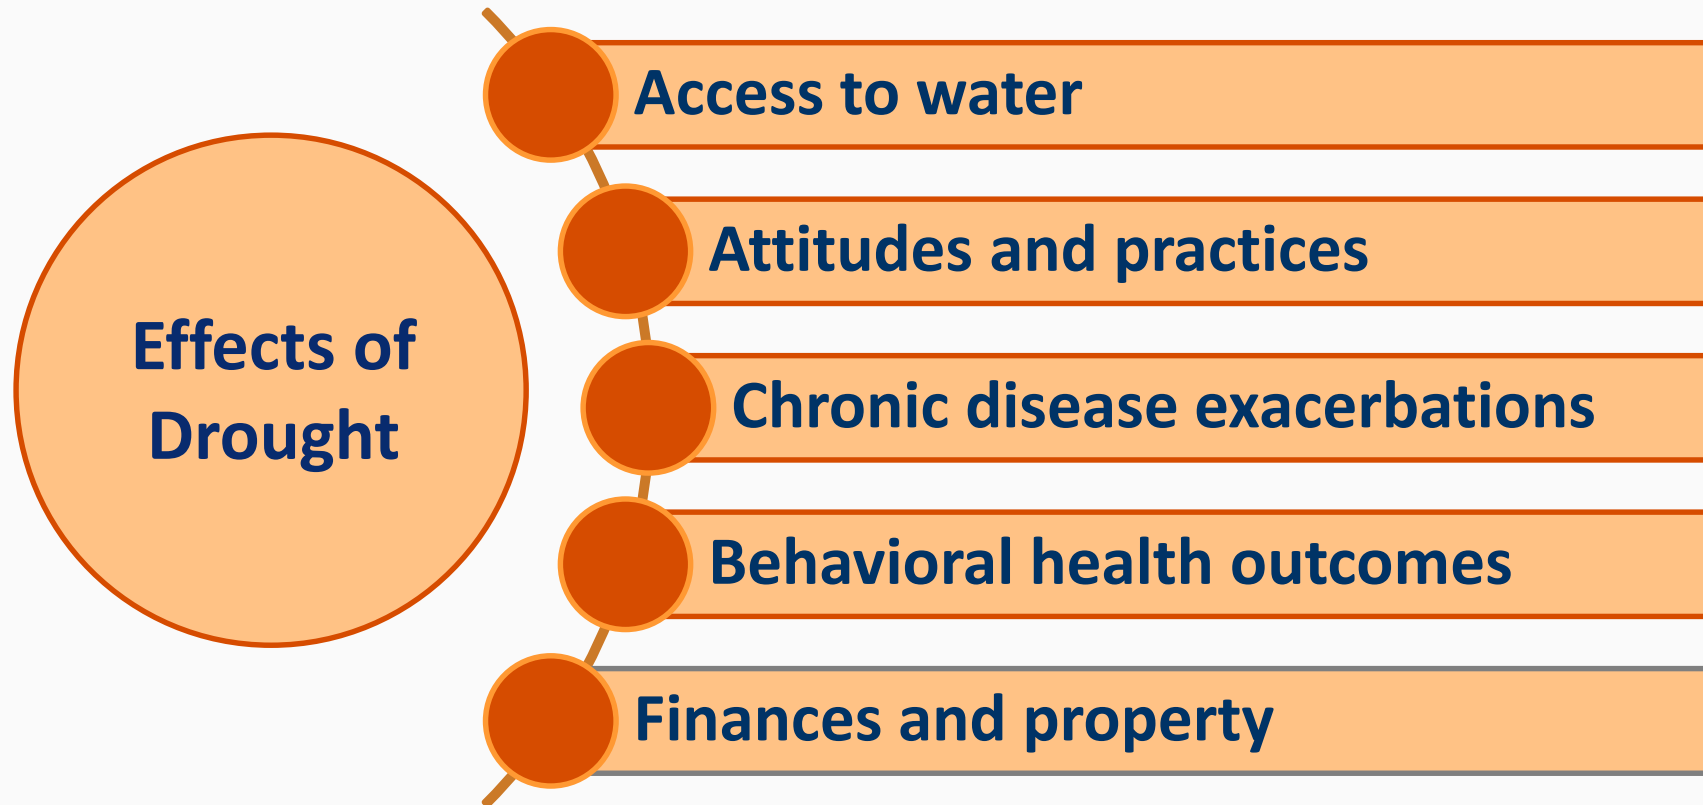 Effects of
Drought
Access to water
Attitudes and practices
Chronic disease exacerbations
Behavioral health outcomes
Finances and property